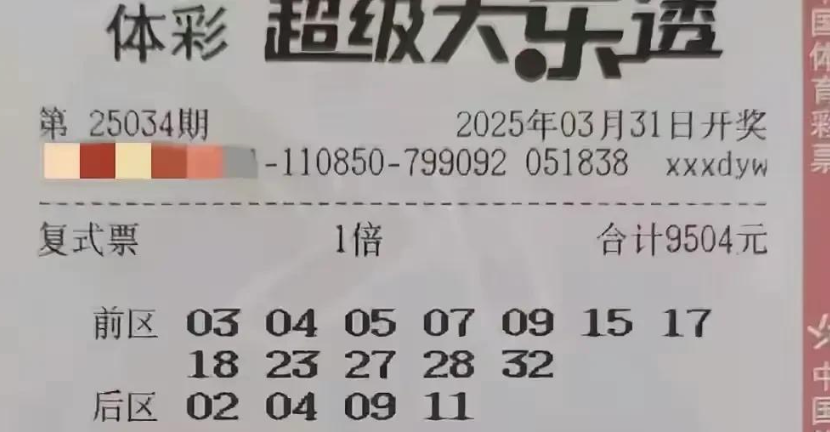 体彩 超级大乐透
第 25034期 2025年03月31日开奖
-110850-799092 051838 xxxdyw
复式票 1倍 合计9504元
前区 03 04 05 07 09 15 17
18 23 27 28 32
后区 02 04 09 11
中国体育彩票
中国